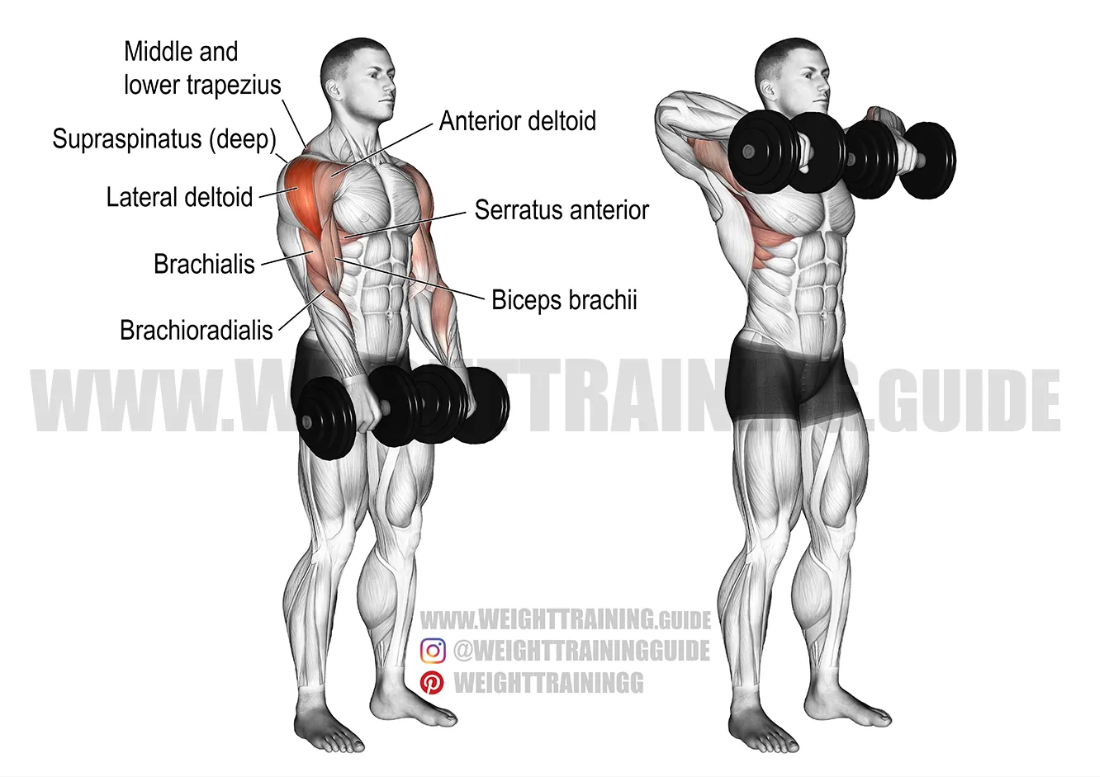 Middle and
lower trapezius
Supraspinatus (deep)
Anterior deltoid
Lateral deltoid
Serratus anterior
Brachialis
Biceps brachii
Brachioradialis
WWW.WEIGHTTRAINING.GUIDE
WWW.WEIGHTTRAINING.GUIDE
@WEIGHTTRAININGGUIDE
WEIGHTTRAININGG